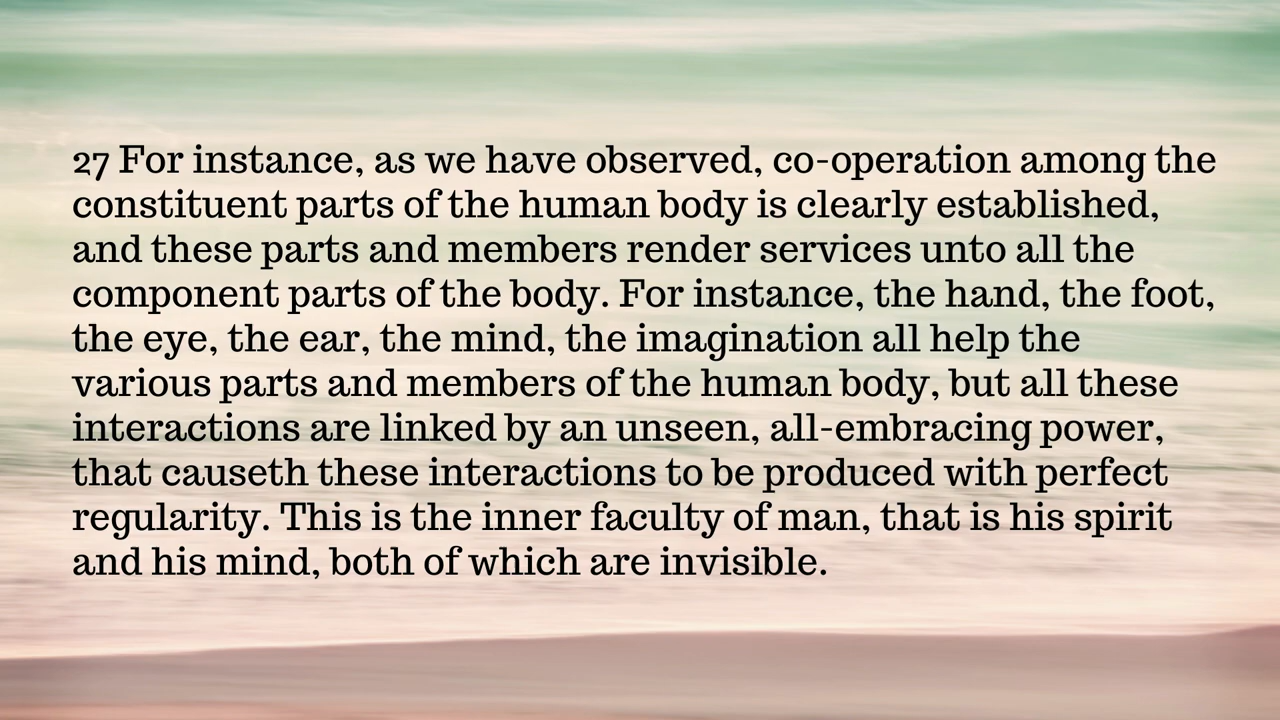 27 For instance, as we have observed, co-operation among the
constituent parts of the human body is clearly established,
and these parts and members render services unto all the
component parts of the body. For instance, the hand, the foot,
the eye, the ear, the mind, the imagination all help the
various parts and members of the human body, but all these
interactions are linked by an unseen, all-embracing power,
that causeth these interactions to be produced with perfect
regularity. This is the inner faculty of man, that is his spirit
and his mind, both of which are invisible.